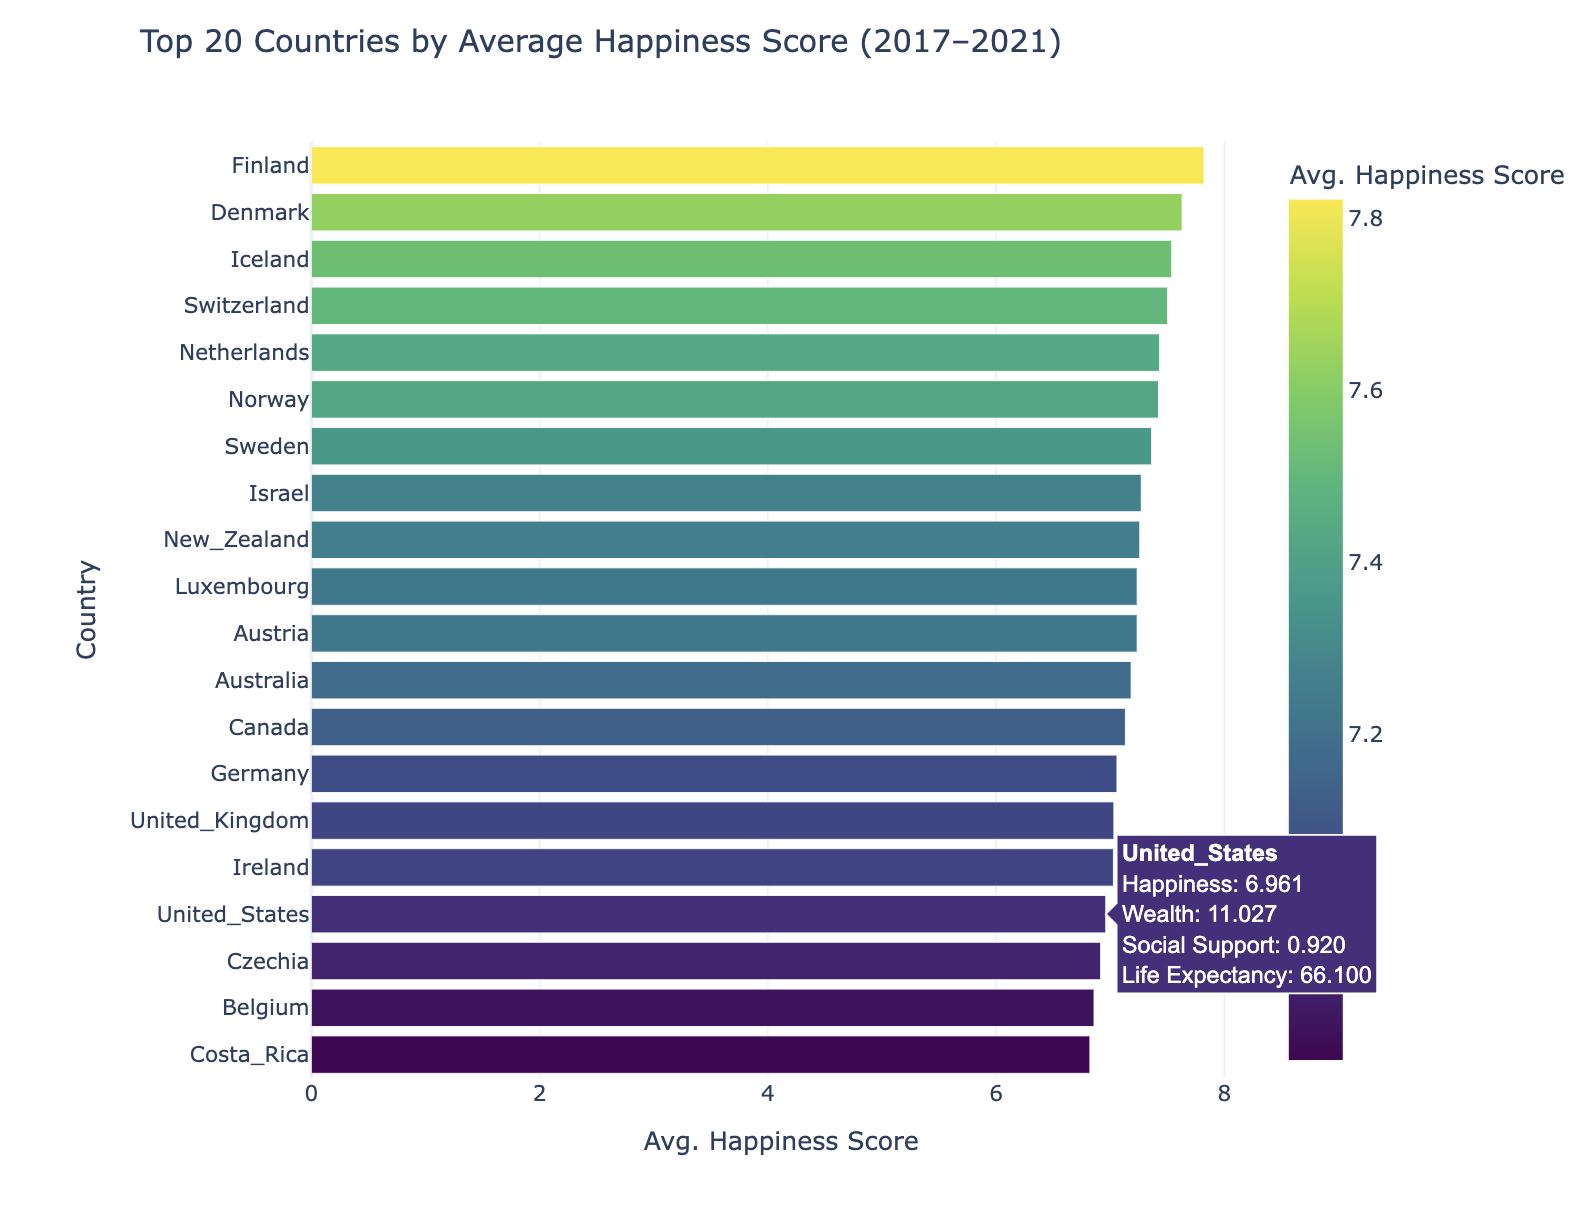 Top 20 Countries by Average Happiness Score (2017–2021)
Avg. Happiness Score
7.8
7.6
7.4
7.2
Country
Finland
Denmark
Iceland
Switzerland
Netherlands
Norway
Sweden
Israel
New_Zealand
Luxembourg
Austria
Australia
Canada
Germany
United_Kingdom
Ireland
United_States
Czechia
Belgium
Costa_Rica
United_States
Happiness: 6.961
Wealth: 11.027
Social Support: 0.920
Life Expectancy: 66.100
0 2 4 6 8
Avg. Happiness Score